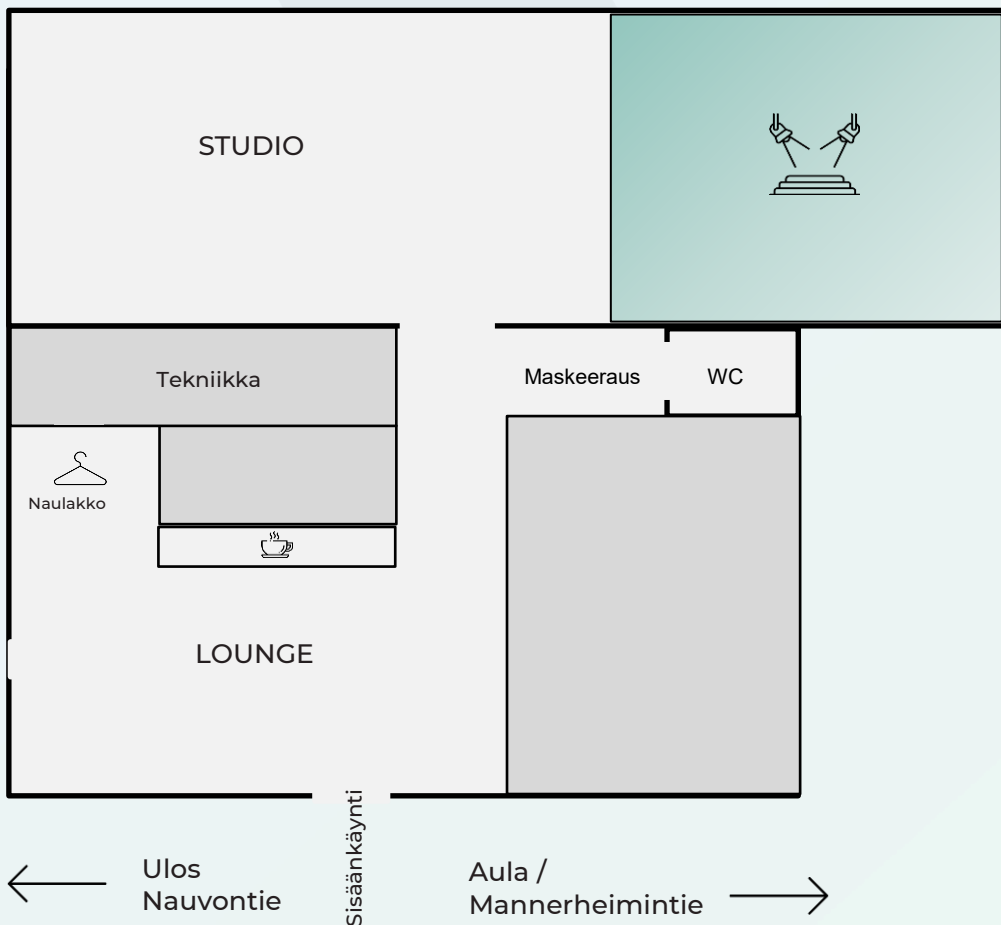 STUDIO
Tekniikka
Maskeeraus
WC
Naulakko
LOUNGE
Sisäänkäynti
Ulos
Nauvontie
Aula /
Mannerheimintie